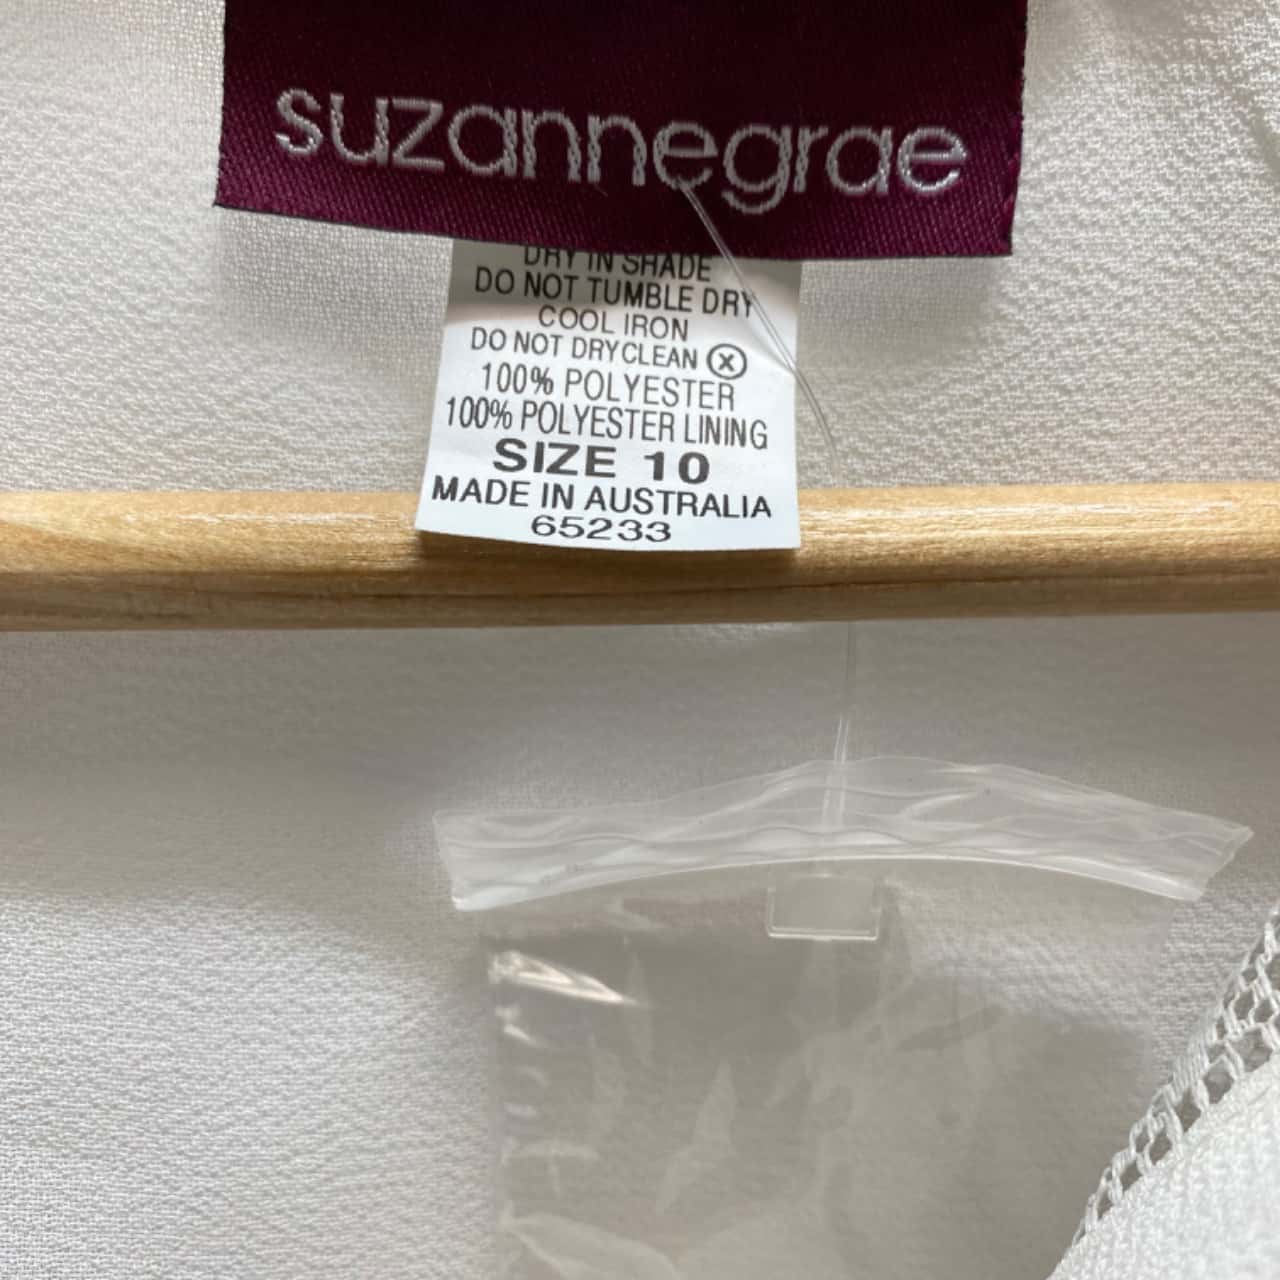 suzannegrae
DRY IN SHADE
DO NOT TUMBLE DRY
COOL IRON
DO NOT DRYCLEAN Ⓧ
100% POLYESTER
100% POLYESTER LINING
SIZE 10
MADE IN AUSTRALIA
65233